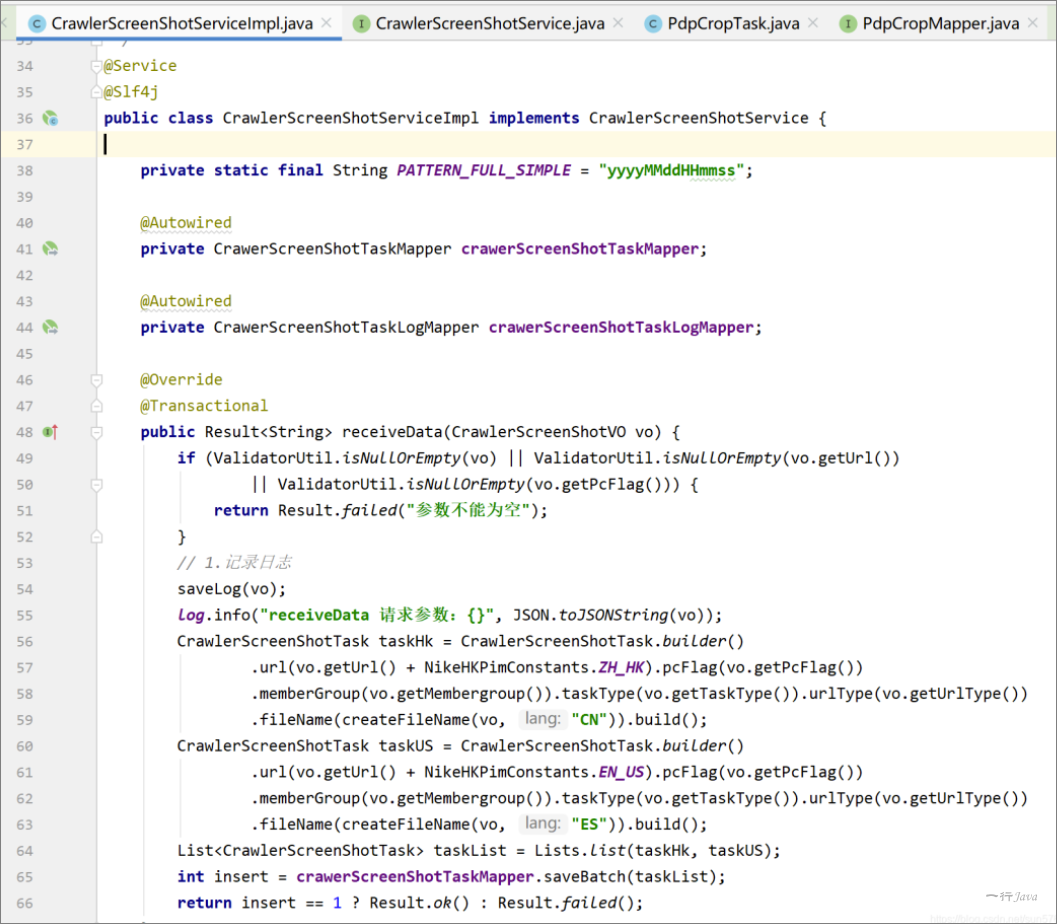 CrawlerScreenShotServiceImpl.java CrawlerScreenShotService.java PdpCropTask.java PdpCropMapper.java
34 @Service
35 @Slf4j
36 public class CrawlerScreenShotServiceImpl implements CrawlerScreenShotService {
37
38 private static final String PATTERN_FULL_SIMPLE = "yyyyMMddHHmmss";
39
40 @Autowired
41 private CrawerScreenShotTaskMapper crawerScreenShotTaskMapper;
42
43 @Autowired
44 private CrawerScreenShotTaskLogMapper crawerScreenShotTaskLogMapper;
45
46 @Override
47 @Transactional
48 public Result<String> receiveData(CrawlerScreenShotVO vo) {
49 if (ValidatorUtil.isNullOrEmpty(vo) || ValidatorUtil.isNullOrEmpty(vo.getUrl())
50 || ValidatorUtil.isNullOrEmpty(vo.getPcFlag())) {
51 return Result.failed("参数不能为空");
52 }
53 // 1.记录日志
54 saveLog(vo);
55 log.info("receiveData 请求参数: {}", JSON.toJSONString(vo));
56 CrawlerScreenShotTask taskHk = CrawlerScreenShotTask.builder()
57 .url(vo.getUrl() + NikeHKPimConstants.ZH_HK).pcFlag(vo.getPcFlag())
58 .memberGroup(vo.getMembergroup()).taskType(vo.getTaskType()).urlType(vo.getUrlType())
59 .fileName(createFileName(vo, lang: "CN")).build();
60 CrawlerScreenShotTask taskUS = CrawlerScreenShotTask.builder()
61 .url(vo.getUrl() + NikeHKPimConstants.EN_US).pcFlag(vo.getPcFlag())
62 .memberGroup(vo.getMembergroup()).taskType(vo.getTaskType()).urlType(vo.getUrlType())
63 .fileName(createFileName(vo, lang: "ES")).build();
64 List<CrawlerScreenShotTask> taskList = Lists.list(taskHk, taskUS);
65 int insert = crawerScreenShotTaskMapper.saveBatch(taskList);
66 return insert == 1 ? Result.ok() : Result.failed();
一行Java